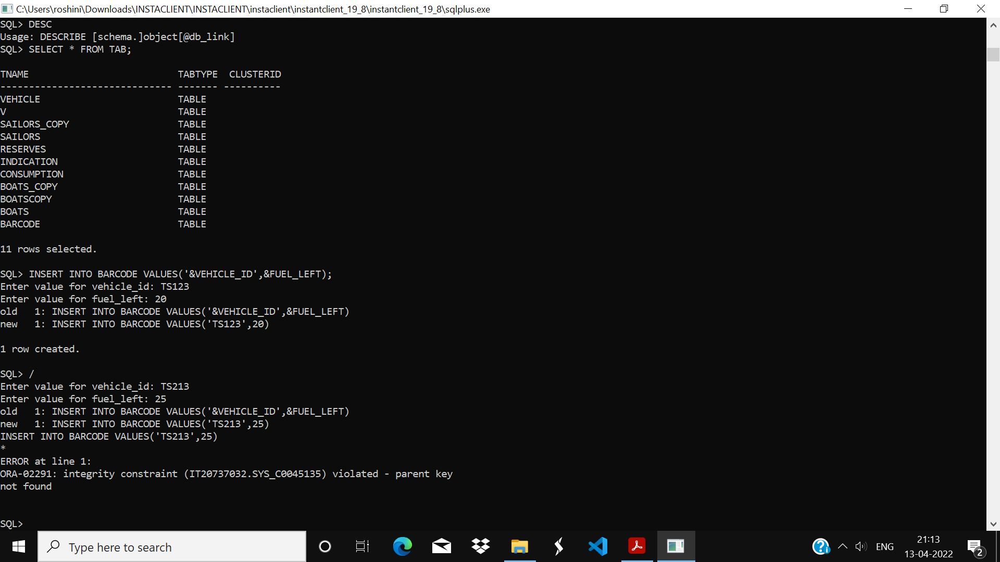 C:\Users\roshini\Downloads\INSTACLIENT\INSTACLIENT\instaclient\instantclient_19_8\instantclient_19_8\sqlplus.exe
SQL> DESC
Usage: DESCRIBE [schema.]object[@db_link]
SQL> SELECT * FROM TAB;
TNAME                          TABTYPE  CLUSTERID
------------------------------ ------- ----------
VEHICLE                        TABLE
V                              TABLE
SAILORS_COPY                   TABLE
SAILORS                        TABLE
RESERVES                       TABLE
INDICATION                     TABLE
CONSUMPTION                    TABLE
BOATS_COPY                     TABLE
BOATSCOPY                      TABLE
BOATS                          TABLE
BARCODE                        TABLE
11 rows selected.
SQL> INSERT INTO BARCODE VALUES('&VEHICLE_ID',&FUEL_LEFT);
Enter value for vehicle_id: TS123
Enter value for fuel_left: 20
old   1: INSERT INTO BARCODE VALUES('&VEHICLE_ID',&FUEL_LEFT)
new   1: INSERT INTO BARCODE VALUES('TS123',20)
1 row created.
SQL> /
Enter value for vehicle_id: TS213
Enter value for fuel_left: 25
old   1: INSERT INTO BARCODE VALUES('&VEHICLE_ID',&FUEL_LEFT)
new   1: INSERT INTO BARCODE VALUES('TS213',25)
INSERT INTO BARCODE VALUES('TS213',25)
*
ERROR at line 1:
ORA-02291: integrity constraint (IT20737032.SYS_C0045135) violated - parent key
not found
SQL>
Type here to search
ENG
21:13
13-04-2022
2